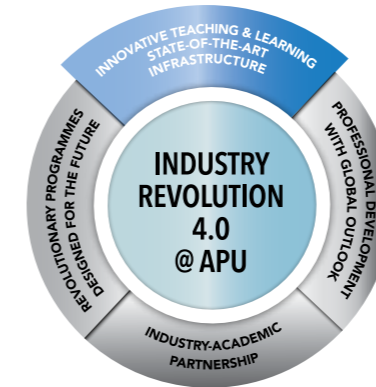 INNOVATIVE TEACHING & LEARNING
STATE-OF-THE-ART
INFRASTRUCTURE
PROFESSIONAL DEVELOPMENT
WITH GLOBAL OUTLOOK
INDUSTRY-ACADEMIC
PARTNERSHIP
REVOLUTIONARY PROGRAMMES
DESIGNED FOR THE FUTURE
INDUSTRY
REVOLUTION
4.0
@ APU